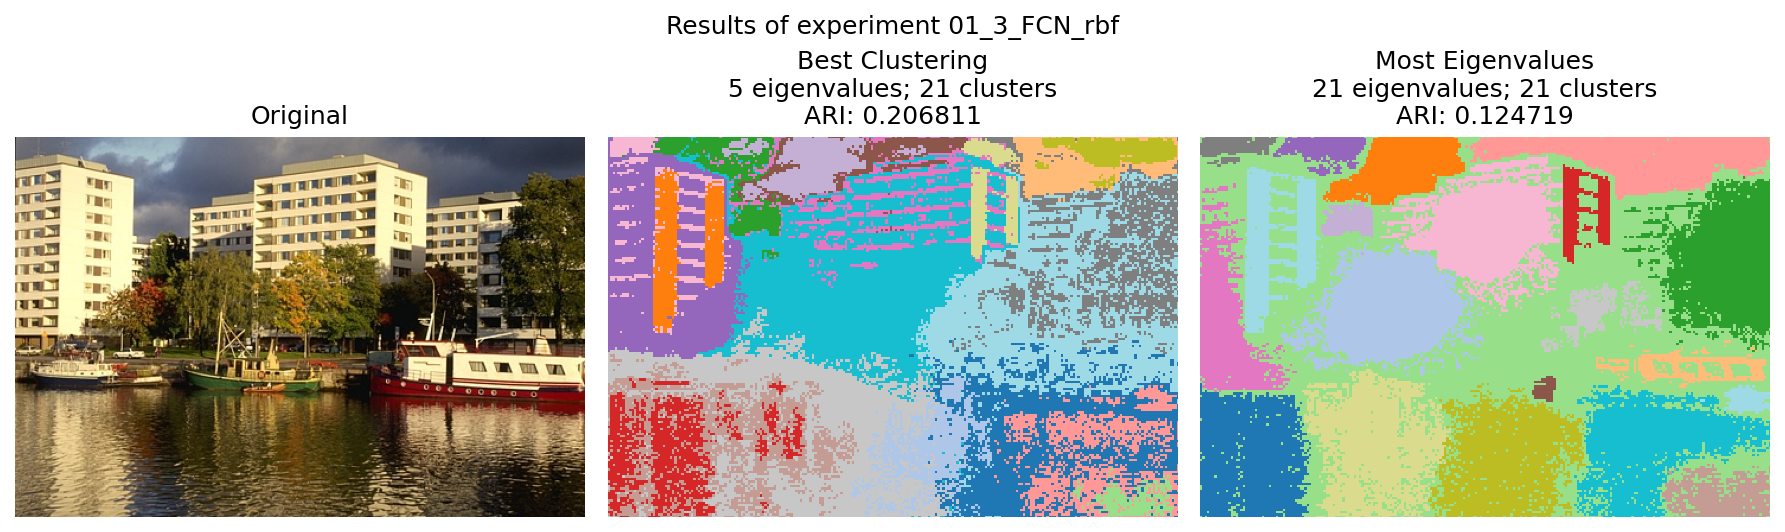 Results of experiment 01_3_FCN_rbf
Original
Best Clustering
5 eigenvalues; 21 clusters
ARI: 0.206811
Most Eigenvalues
21 eigenvalues; 21 clusters
ARI: 0.124719